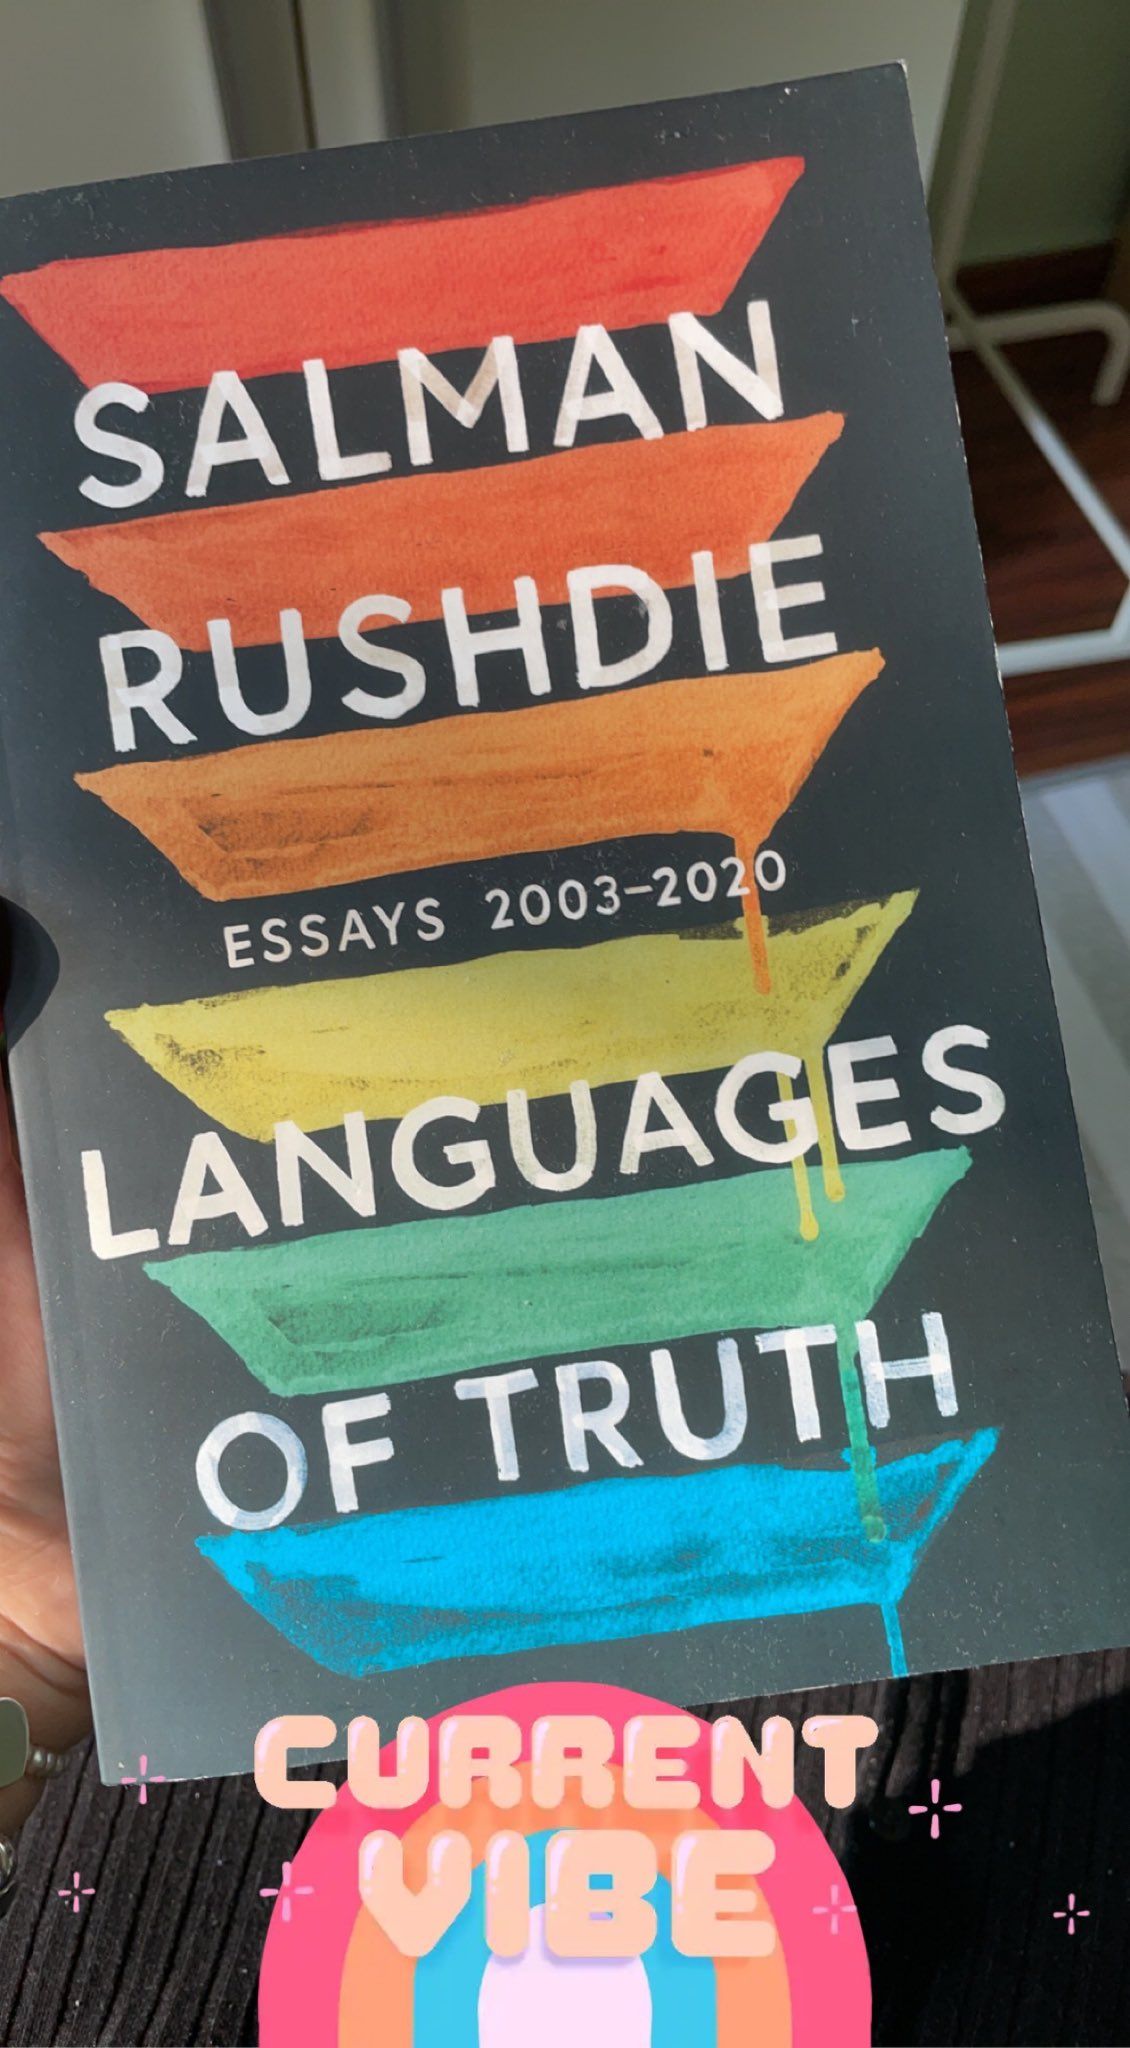 SALMAN
RUSHDIE
ESSAYS 2003–2020
LANGUAGES
OF TRUTH
CURRENT
VIBE